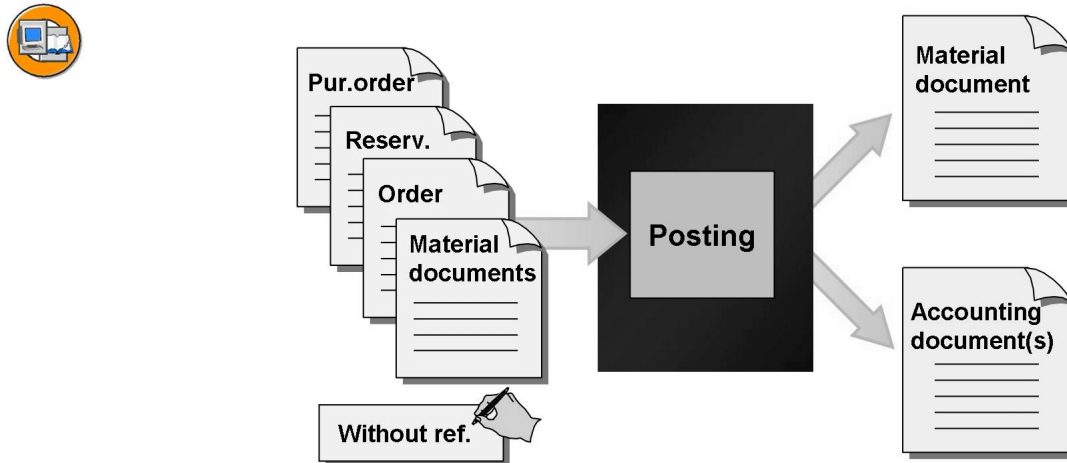 Pur.order
Reserv.
Order
Material
documents
Without ref.
Posting
Material
document
Accounting
document(s)